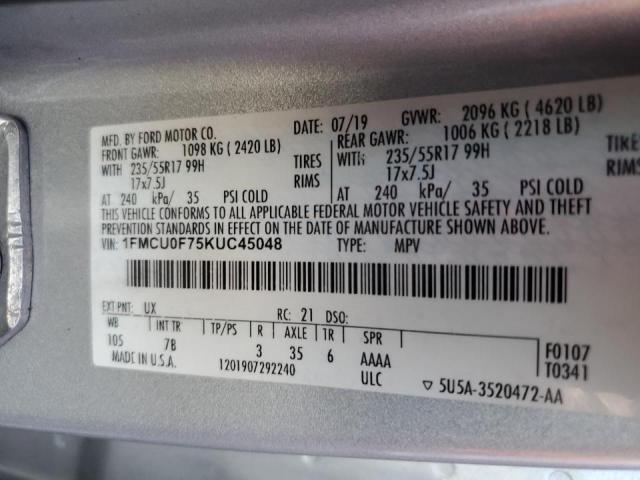 MFD. BY FORD MOTOR CO.
DATE: 07/19 GVWR: 2096 KG ( 4620 LB)
FRONT GAWR: 1098 KG ( 2420 LB) REAR GAWR: 1006 KG ( 2218 LB)
WITH 235/55R17 99H TIRES WITH 235/55R17 99H TIRES
17x7.5J RIMS 17x7.5J RIMS
AT 240 kPa/ 35 PSI COLD AT 240 kPa/ 35 PSI COLD
THIS VEHICLE CONFORMS TO ALL APPLICABLE FEDERAL MOTOR VEHICLE SAFETY AND THEFT
PREVENTION STANDARDS IN EFFECT ON THE DATE OF MANUFACTURE SHOWN ABOVE.
VIN: 1FMCU0F75KUC45048 TYPE: MPV
EXT PNT: UX RC: 21 DSO:
WB INT TR TP/PS R AXLE TR SPR
105 7B 3 35 6 AAAA
F0107
T0341
MADE IN U.S.A. 1201907292240 ULC
▽ 5U5A-3520472-AA